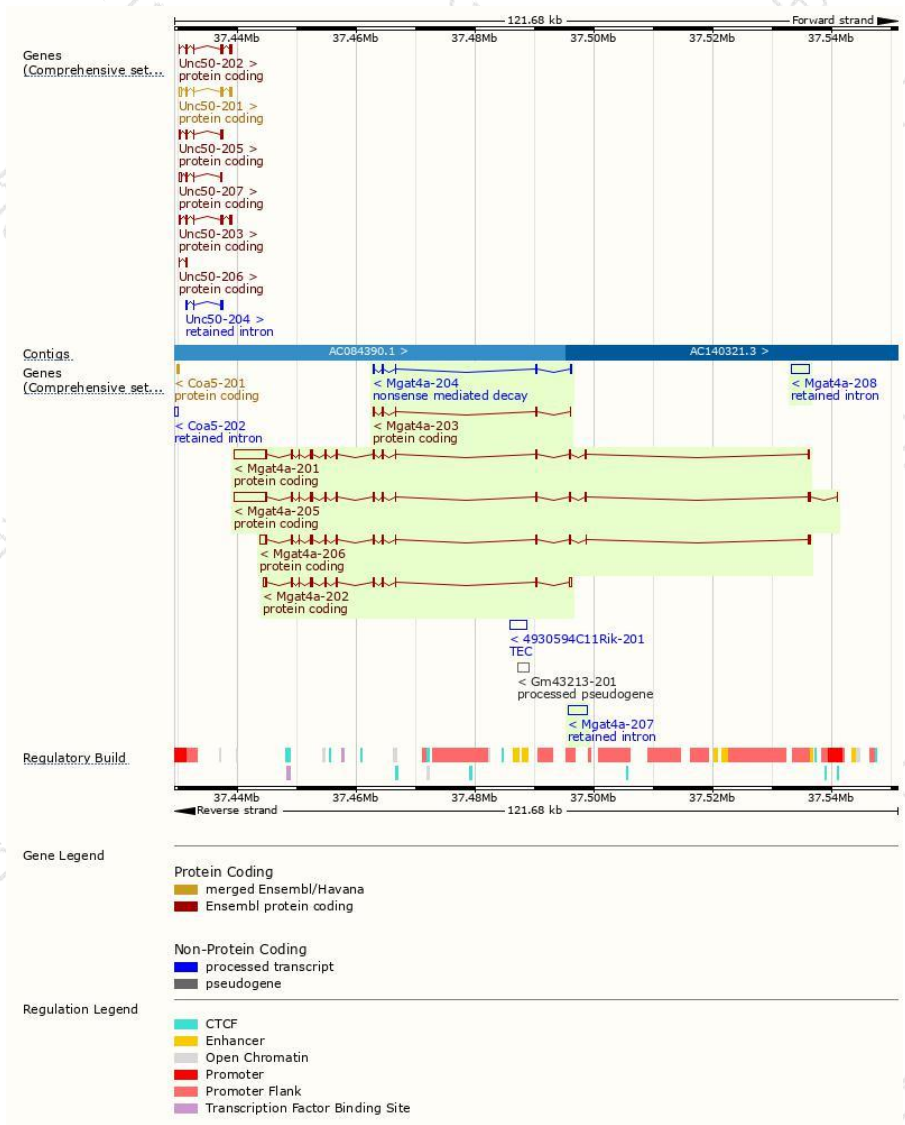 121.68 kb
Forward strand
37.44Mb 37.46Mb 37.48Mb 37.50Mb 37.52Mb 37.54Mb
Genes
(Comprehensive set...
Unc50-202 >
protein coding
Unc50-201 >
protein coding
Unc50-205 >
protein coding
Unc50-207 >
protein coding
Unc50-203 >
protein coding
Unc50-206 >
protein coding
Unc50-204 >
retained intron
Contigs
AC084390.1 >
AC140321.3 >
Genes
(Comprehensive set...
< Coa5-201
protein coding
< Mgat4a-204
nonsense mediated decay
< Mgat4a-208
retained intron
< Coa5-202
retained intron
< Mgat4a-203
protein coding
< Mgat4a-201
protein coding
< Mgat4a-205
protein coding
< Mgat4a-206
protein coding
< Mgat4a-202
protein coding
< 4930594C11Rik-201
TEC
< Gm43213-201
processed pseudogene
< Mgat4a-207
retained intron
Regulatory Build
37.44Mb 37.46Mb 37.48Mb 37.50Mb 37.52Mb 37.54Mb
Reverse strand
121.68 kb
Gene Legend
Protein Coding
merged Ensembl/Havana
Ensembl protein coding
Non-Protein Coding
processed transcript
pseudogene
Regulation Legend
CTCF
Enhancer
Open Chromatin
Promoter
Promoter Flank
Transcription Factor Binding Site